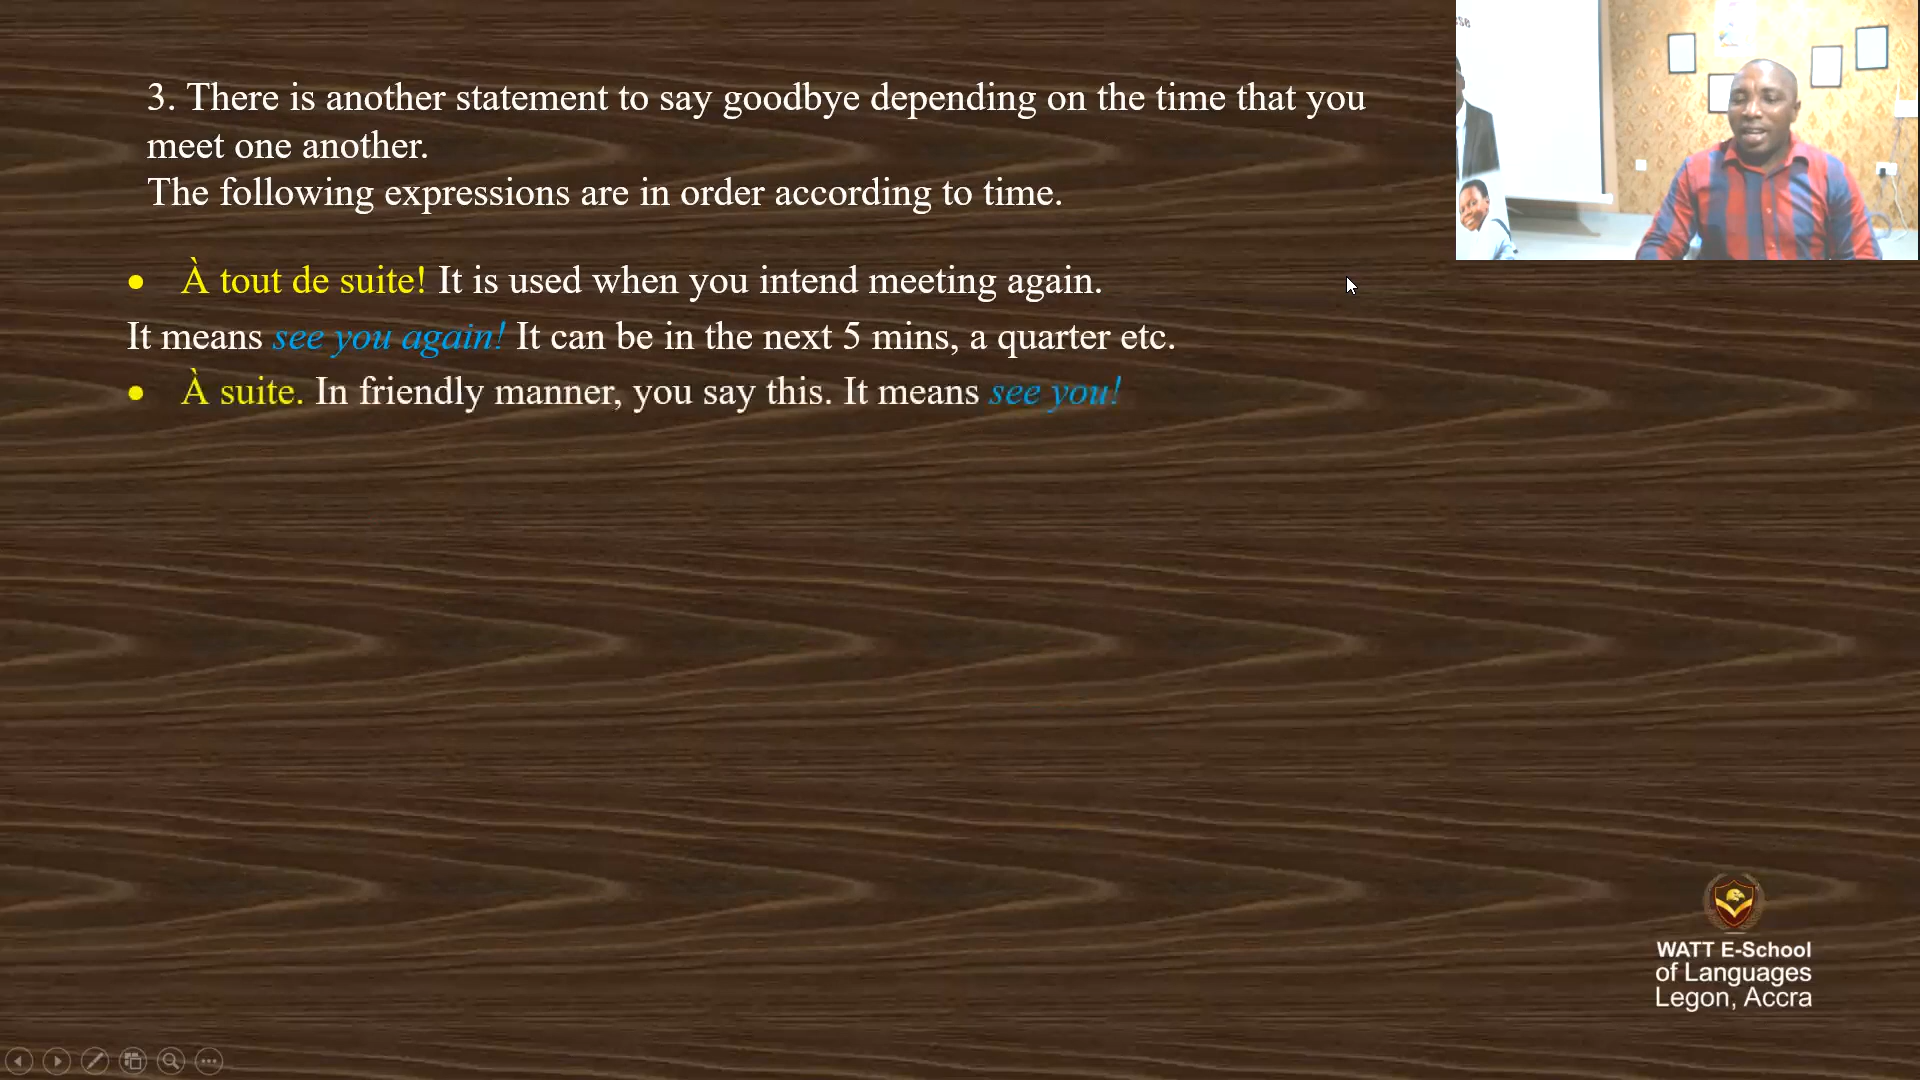 3. There is another statement to say goodbye depending on the time that you
meet one another.
The following expressions are in order according to time.
• À tout de suite! It is used when you intend meeting again.
It means see you again! It can be in the next 5 mins, a quarter etc.
• À suite. In friendly manner, you say this. It means see you!
WATT E-School
of Languages
Legon, Accra